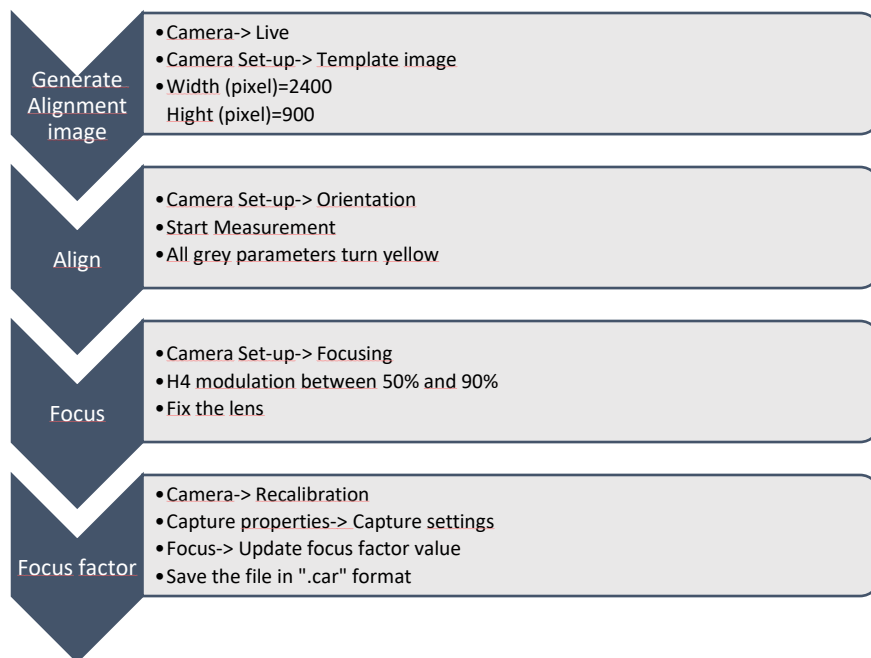 Generate
Alignment
image
•Camera-> Live
•Camera Set-up-> Template image
•Width (pixel)=2400
Hight (pixel)=900
Align
•Camera Set-up-> Orientation
•Start Measurement
•All grey parameters turn yellow
Focus
•Camera Set-up-> Focusing
•H4 modulation between 50% and 90%
•Fix the lens
Focus factor
•Camera-> Recalibration
•Capture properties-> Capture settings
•Focus-> Update focus factor value
•Save the file in ".car" format